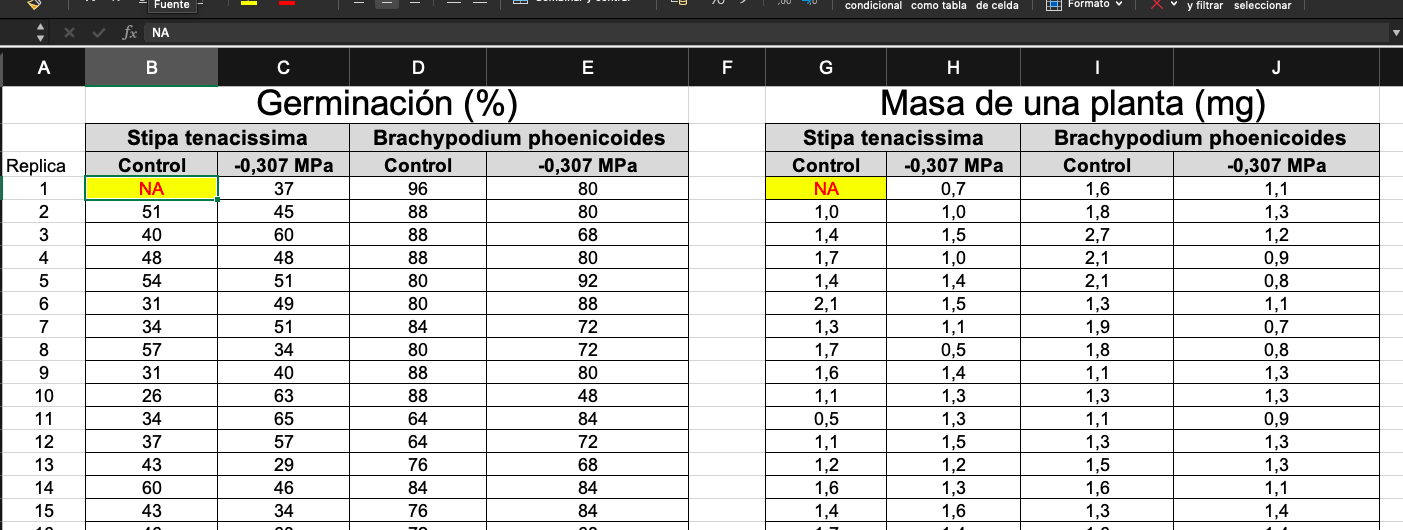 Fuente
condicional como tabla de celda
Formato
y filtrar seleccionar
fx NA
A B C D E F G H I J
Germinación (%) Masa de una planta (mg)
Stipa tenacissima Brachypodium phoenicoides Stipa tenacissima Brachypodium phoenicoides
Replica Control -0,307 MPa Control -0,307 MPa Control -0,307 MPa Control -0,307 MPa
1 NA 37 96 80 NA 0,7 1,6 1,1
2 51 45 88 80 1,0 1,0 1,8 1,3
3 40 60 88 68 1,4 1,5 2,7 1,2
4 48 48 88 80 1,7 1,0 2,1 0,9
5 54 51 80 92 1,4 1,4 2,1 0,8
6 31 49 80 88 2,1 1,5 1,3 1,1
7 34 51 84 72 1,3 1,1 1,9 0,7
8 57 34 80 72 1,7 0,5 1,8 0,8
9 31 40 88 80 1,6 1,4 1,1 1,3
10 26 63 88 48 1,1 1,3 1,3 1,3
11 34 65 64 84 0,5 1,3 1,1 0,9
12 37 57 64 72 1,1 1,5 1,3 1,3
13 43 29 76 68 1,2 1,2 1,5 1,3
14 60 46 84 84 1,6 1,3 1,6 1,1
15 43 34 76 84 1,4 1,6 1,3 1,4